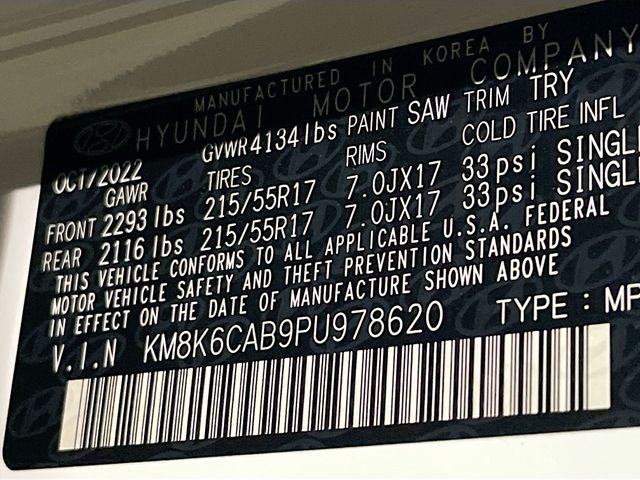 MANUFACTURED IN KOREA BY
HYUNDAI MOTOR COMPANY
OCT/2022 GVWR 4134 lbs PAINT SAW TRIM TRY
GAWR TIRES RIMS COLD TIRE INFL
FRONT 2293 lbs 215/55R17 7.0JX17 33psi SINGL
REAR 2116 lbs 215/55R17 7.0JX17 33psi SINGL
THIS VEHICLE CONFORMS TO ALL APPLICABLE U.S.A. FEDERAL
MOTOR VEHICLE SAFETY AND THEFT PREVENTION STANDARDS
IN EFFECT ON THE DATE OF MANUFACTURE SHOWN ABOVE
V.I.N KM8K6CAB9PU978620 TYPE : MP